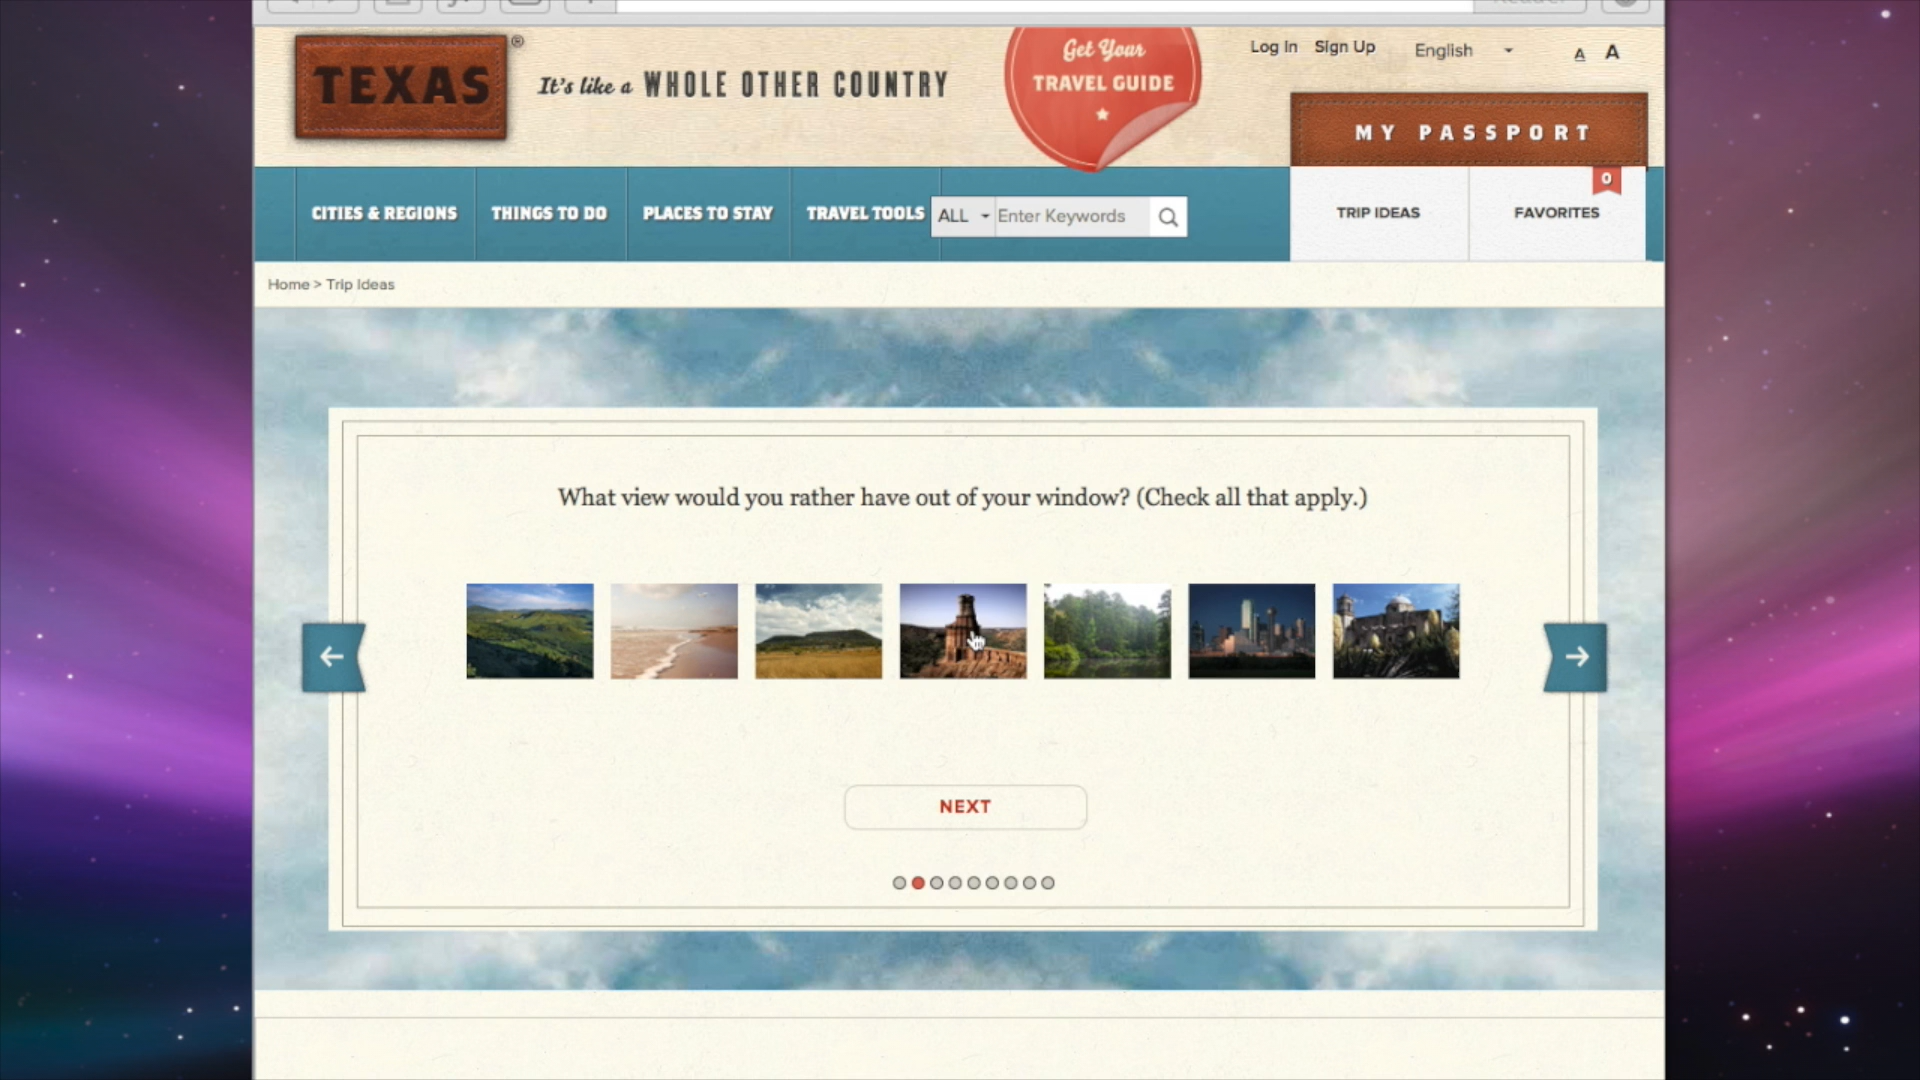 TEXAS ®
It's like a WHOLE OTHER COUNTRY
Get Your
TRAVEL GUIDE
Log In Sign Up English A A
MY PASSPORT
0
CITIES & REGIONS THINGS TO DO PLACES TO STAY TRAVEL TOOLS ALL Enter Keywords TRIP IDEAS FAVORITES
Home > Trip Ideas
What view would you rather have out of your window? (Check all that apply.)
NEXT